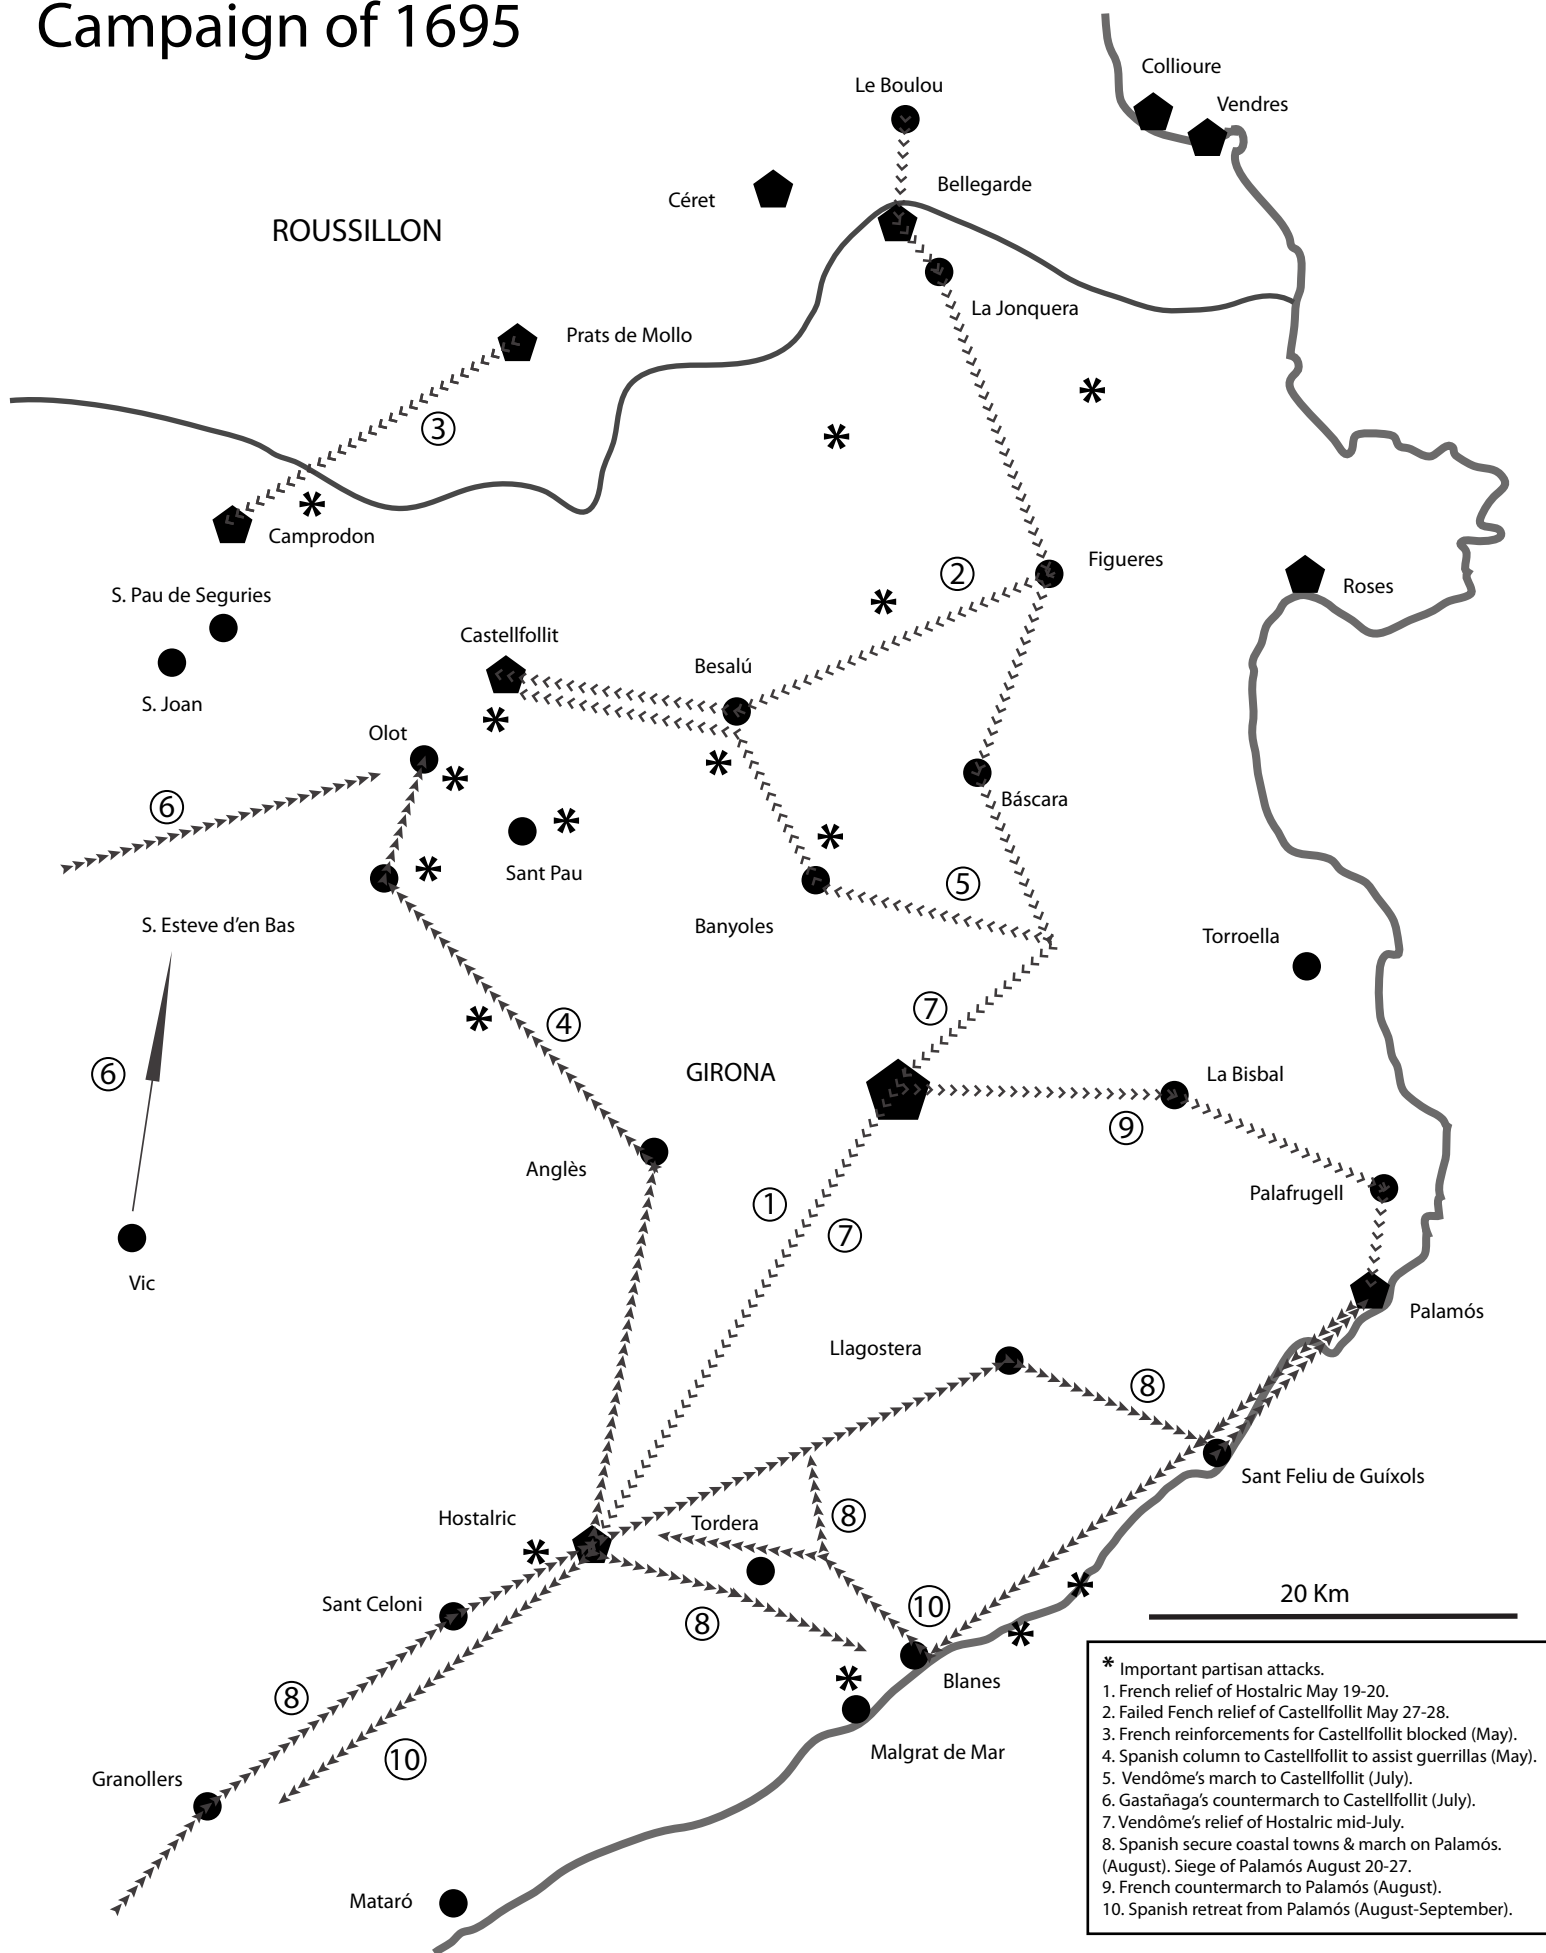 Campaign of 1695
Collioure
Le Boulou
Vendres
Bellegarde
Céret
ROUSSILLON
La Jonquera
Prats de Mollo
*
3
*
*
Camprodon
Figueres
2
Roses
S. Pau de Seguries
*
Castellfollit
Besalú
S. Joan
*
Olot
*
*
6
Báscara
*
*
Sant Pau
*
5
S. Esteve d'en Bas
Banyoles
Torroella
7
*
4
6
GIRONA
La Bisbal
9
Anglès
Palafrugell
1
7
Vic
Palamós
Llagostera
8
Sant Feliu de Guíxols
Hostalric
8
Tordera
*
*
20 Km
Sant Celoni
10
8
*
*
Blanes
8
Malgrat de Mar
10
Granollers
Mataró
* Important partisan attacks.
1. French relief of Hostalric May 19-20.
2. Failed Fench relief of Castellfollit May 27-28.
3. French reinforcements for Castellfollit blocked (May).
4. Spanish column to Castellfollit to assist guerrillas (May).
5. Vendôme's march to Castellfollit (July).
6. Gastañaga's countermarch to Castellfollit (July).
7. Vendôme's relief of Hostalric mid-July.
8. Spanish secure coastal towns & march on Palamós.
(August). Siege of Palamós August 20-27.
9. French countermarch to Palamós (August).
10. Spanish retreat from Palamós (August-September).